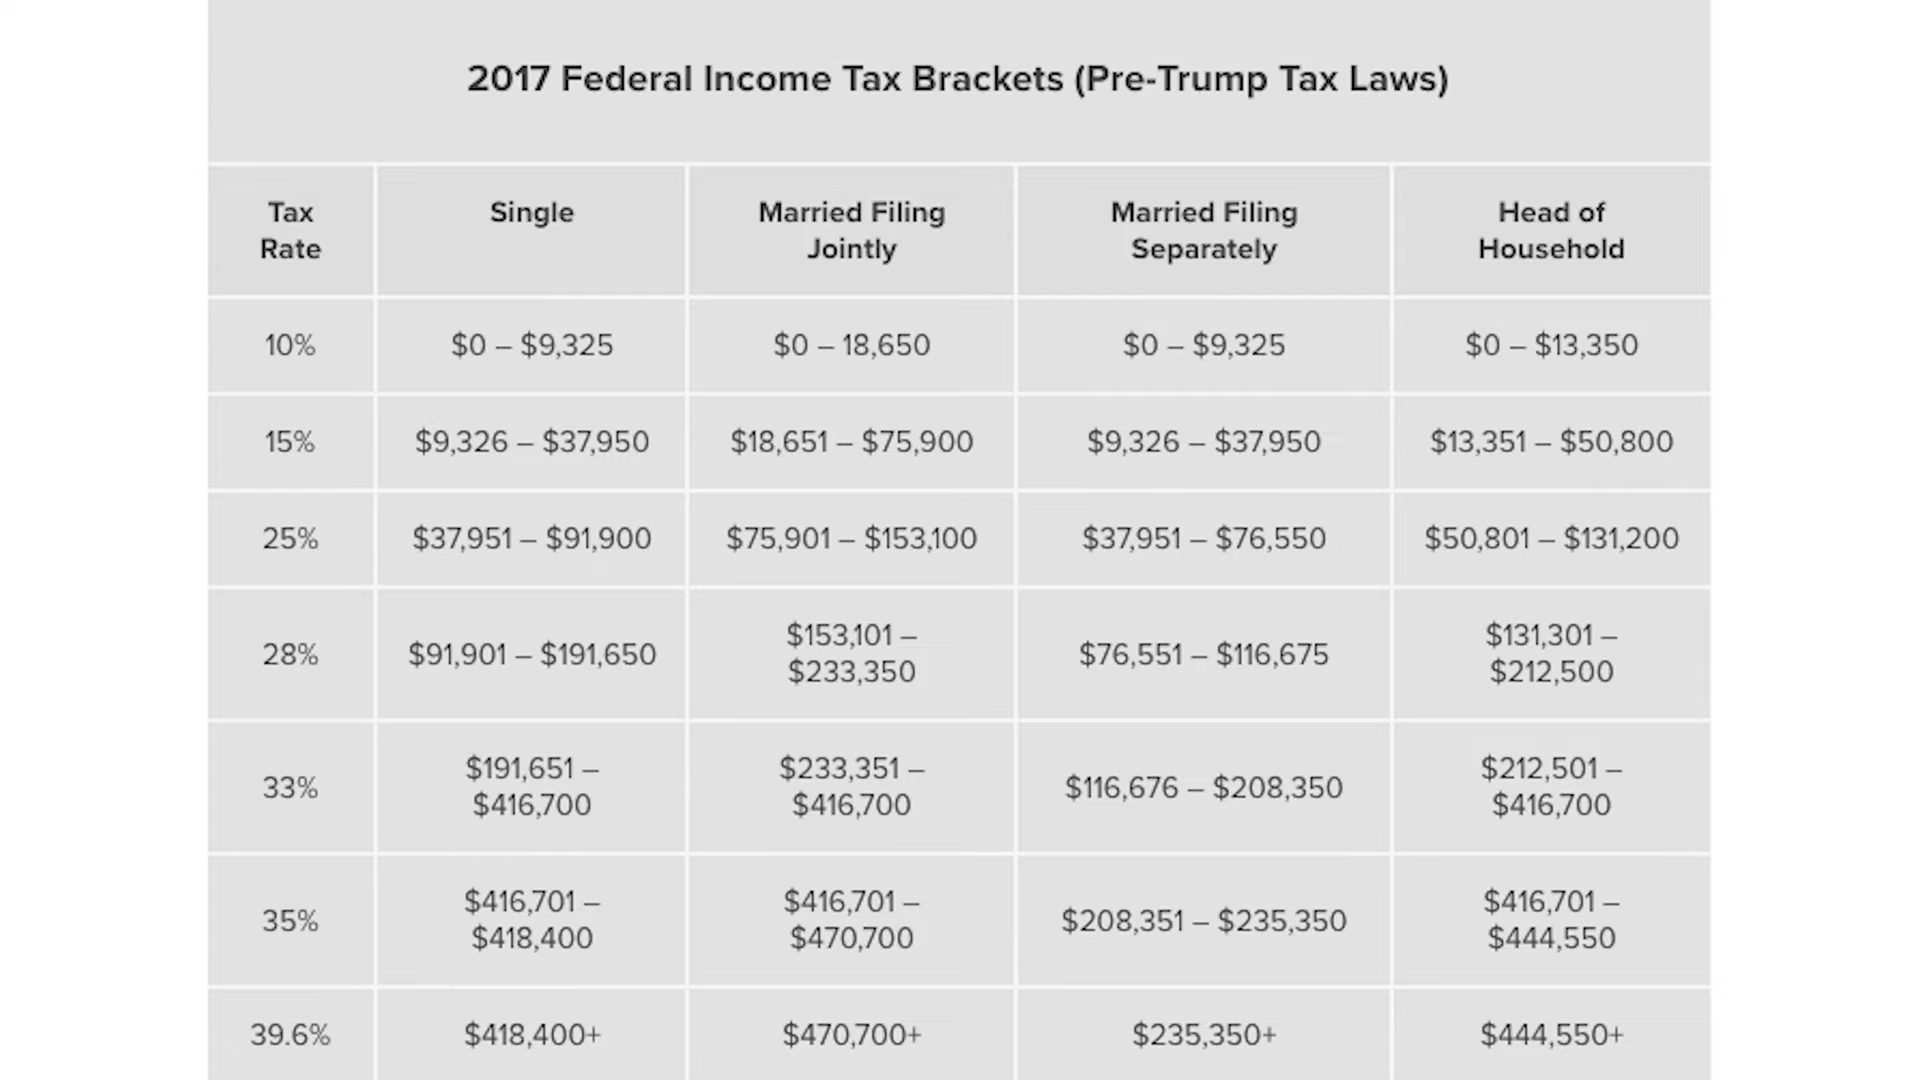 2017 Federal Income Tax Brackets (Pre-Trump Tax Laws)
Tax Rate
Single
Married Filing Jointly
Married Filing Separately
Head of Household
10%
$0 – $9,325
$0 – 18,650
$0 – $9,325
$0 – $13,350
15%
$9,326 – $37,950
$18,651 – $75,900
$9,326 – $37,950
$13,351 – $50,800
25%
$37,951 – $91,900
$75,901 – $153,100
$37,951 – $76,550
$50,801 – $131,200
28%
$91,901 – $191,650
$153,101 –
$233,350
$76,551 – $116,675
$131,301 –
$212,500
33%
$191,651 –
$416,700
$233,351 –
$416,700
$116,676 – $208,350
$212,501 –
$416,700
35%
$416,701 –
$418,400
$416,701 –
$470,700
$208,351 – $235,350
$416,701 –
$444,550
39.6%
$418,400+
$470,700+
$235,350+
$444,550+